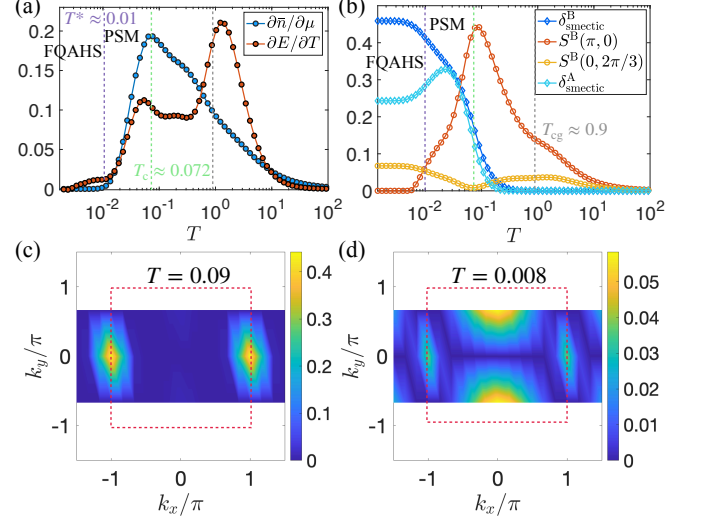 (a)
T* ≈ 0.01
PSM
FQAHS
∂n̄/∂μ
∂E/∂T
T_c ≈ 0.072
0.2
0.15
0.1
0.05
0
10^-2 10^-1 10^0 10^1 10^2
T
(b)
PSM
FQAHS
δ^B_smectic
S^B(π, 0)
S^B(0, 2π/3)
δ^A_smectic
T_cg ≈ 0.9
0.6
0.4
0.2
0
10^-2 10^-1 10^0 10^1 10^2
T
(c)
T = 0.09
1
0
-1
k_y/π
-1 0 1
k_x/π
0.4
0.3
0.2
0.1
0
(d)
T = 0.008
1
0
-1
k_y/π
-1 0 1
k_x/π
0.05
0.04
0.03
0.02
0.01
0